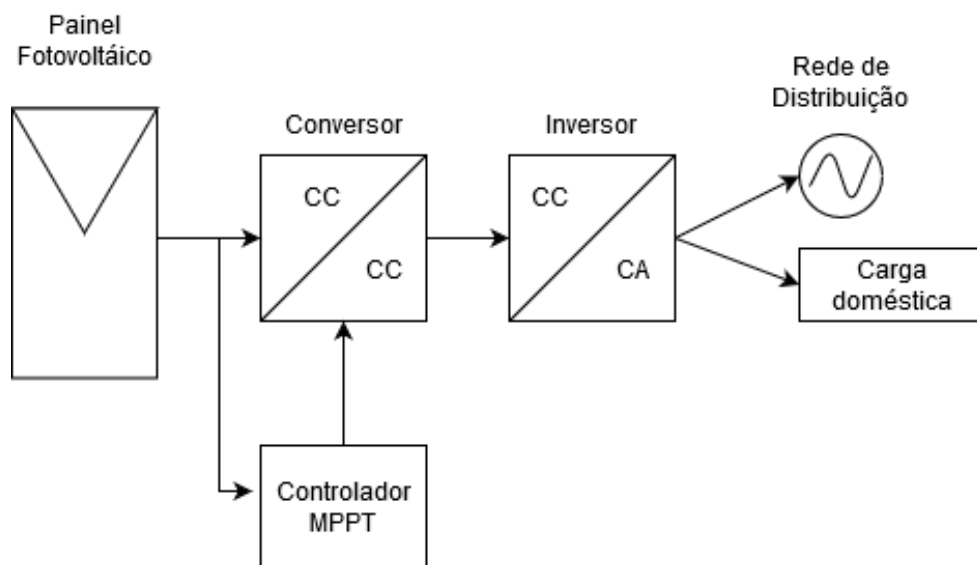 Painel
Fotovoltáico
Conversor
Inversor
Rede de
Distribuição
CC
CC
CC
CA
Carga
doméstica
Controlador
MPPT